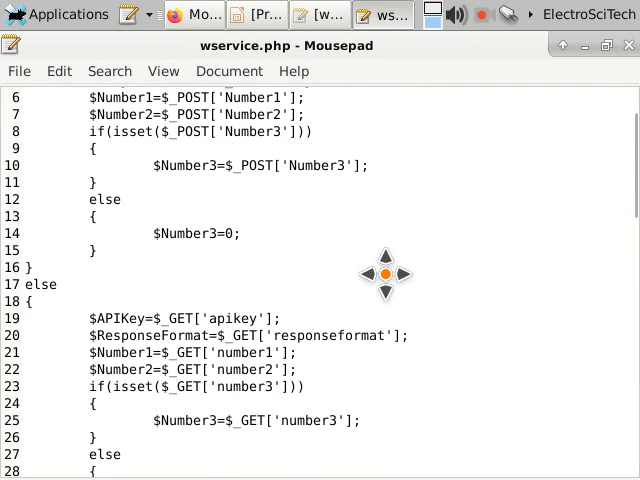 Applications Mo... [Pr... [w... ws... ElectroSciTech
wservice.php - Mousepad
File Edit Search View Document Help
6 $Number1=$_POST['Number1'];
7 $Number2=$_POST['Number2'];
8 if(isset($_POST['Number3']))
9 {
10 $Number3=$_POST['Number3'];
11 }
12 else
13 {
14 $Number3=0;
15 }
16 }
17 else
18 {
19 $APIKey=$_GET['apikey'];
20 $ResponseFormat=$_GET['responseformat'];
21 $Number1=$_GET['number1'];
22 $Number2=$_GET['number2'];
23 if(isset($_GET['number3']))
24 {
25 $Number3=$_GET['number3'];
26 }
27 else
28 {